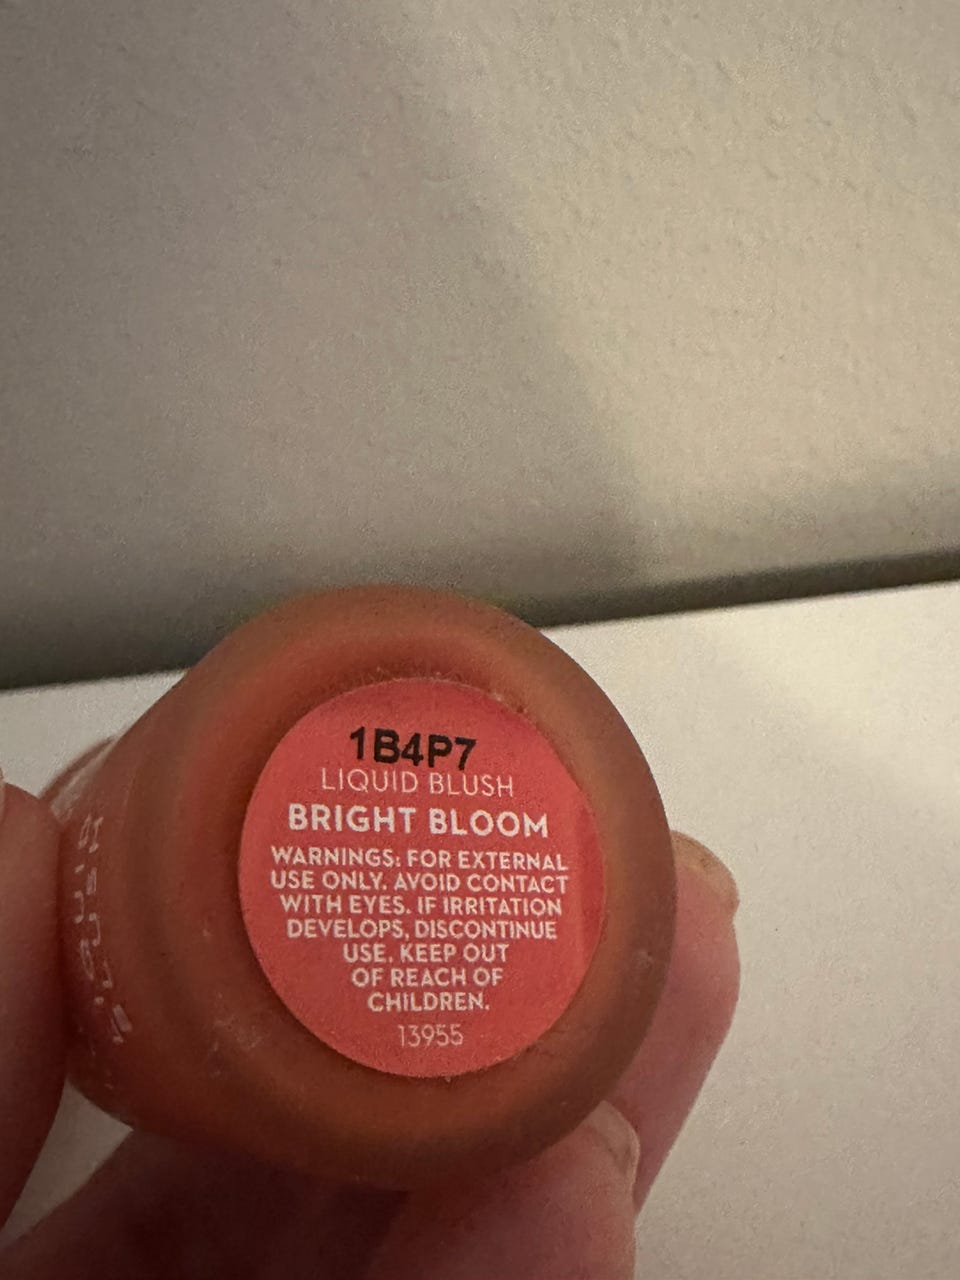 1B4P7
LIQUID BLUSH
BRIGHT BLOOM
WARNINGS: FOR EXTERNAL
USE ONLY. AVOID CONTACT
WITH EYES. IF IRRITATION
DEVELOPS, DISCONTINUE
USE. KEEP OUT
OF REACH OF
CHILDREN.
13955